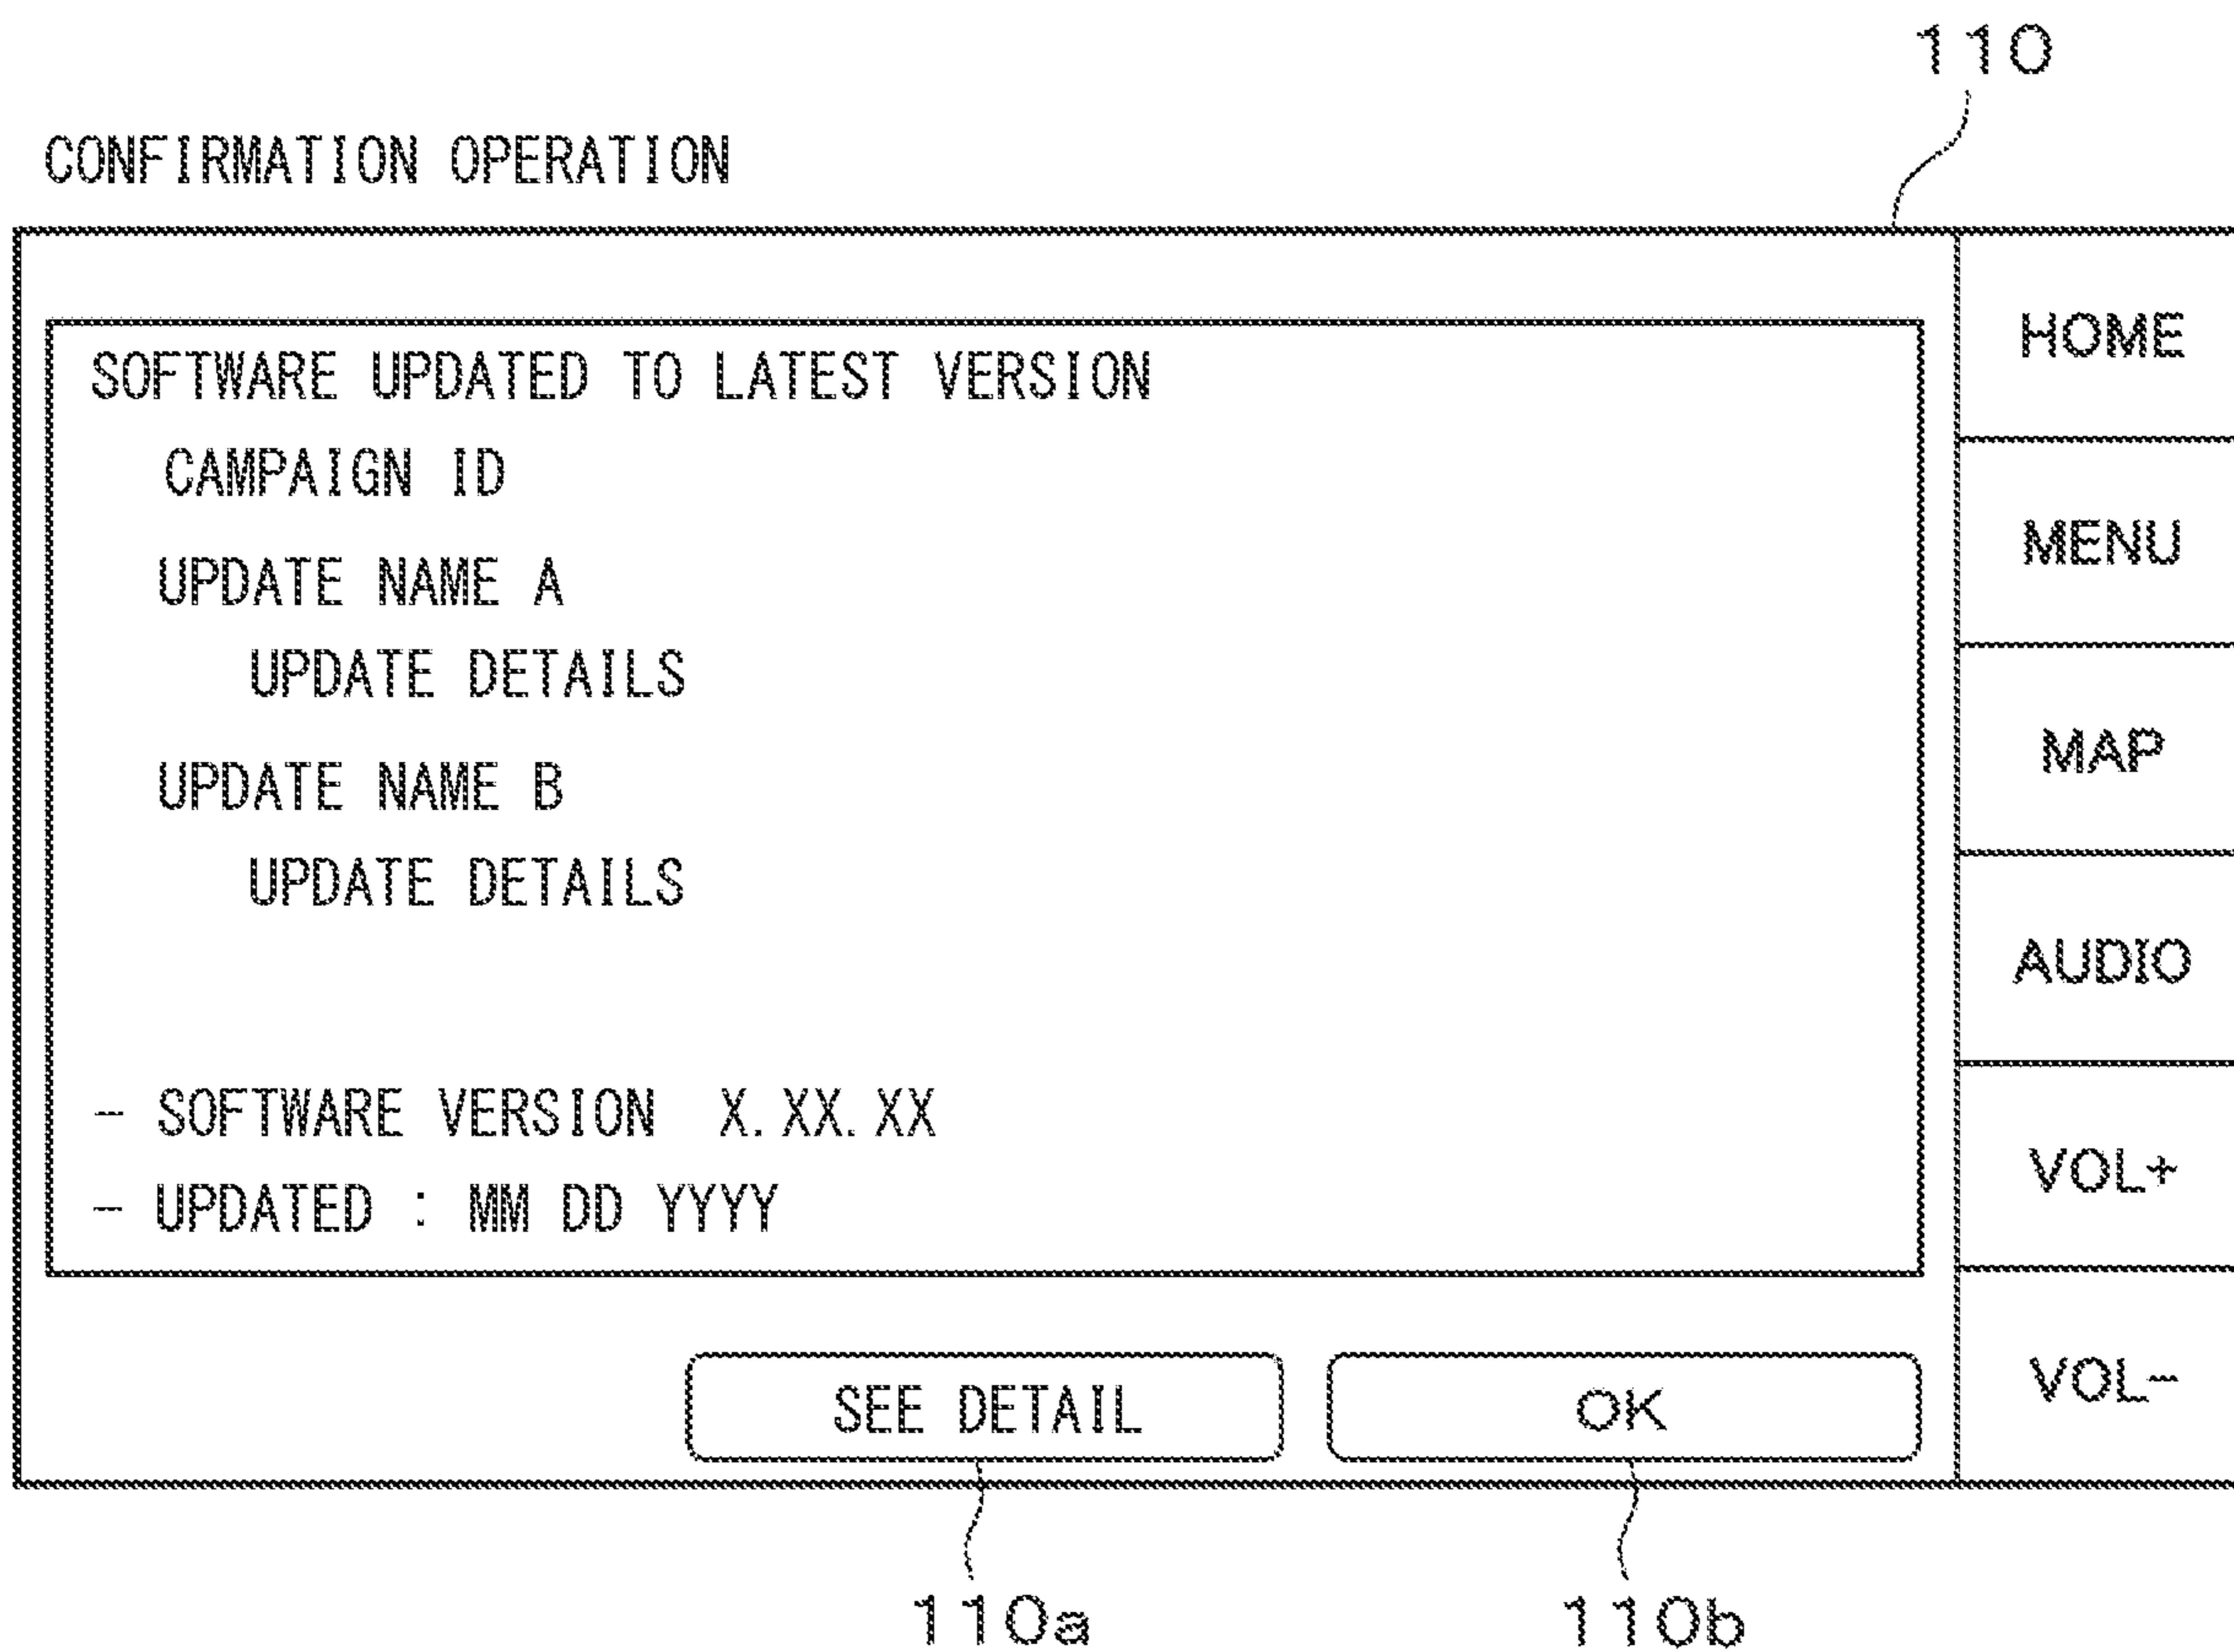 110
CONFIRMATION OPERATION
SOFTWARE UPDATED TO LATEST VERSION
CAMPAIGN ID
UPDATE NAME A
UPDATE DETAILS
UPDATE NAME B
UPDATE DETAILS
- SOFTWARE VERSION X.XX.XX
- UPDATED : MM DD YYYY
SEE DETAIL
OK
HOME
MENU
MAP
AUDIO
VOL+
VOL-
110a
110b